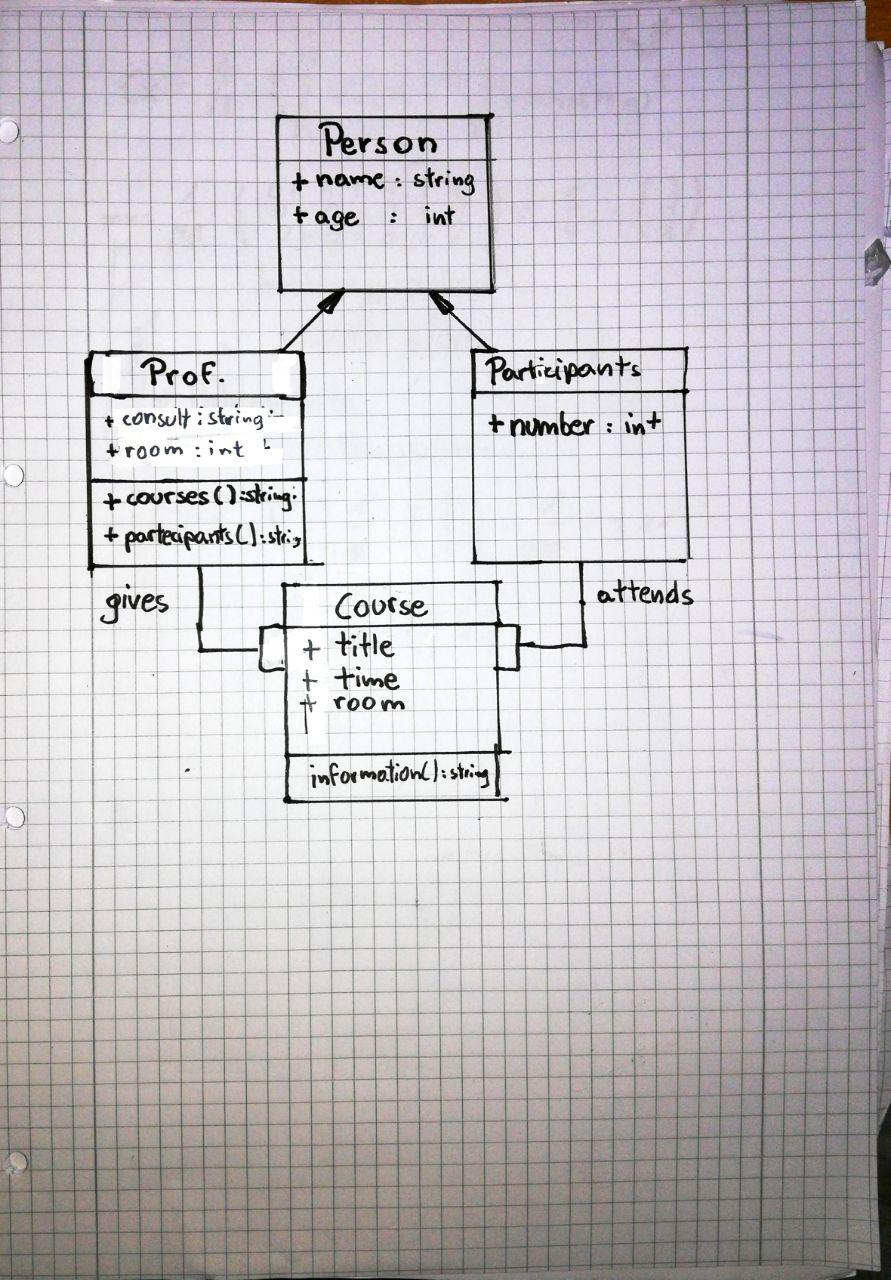 Person
+ name : string
+ age : int
Prof.
+ consult : string
+ room : int
+ courses() : string
+ partecipants() : strig
Participants
+ number : int
gives
attends
Course
+ title
+ time
+ room
information() : string